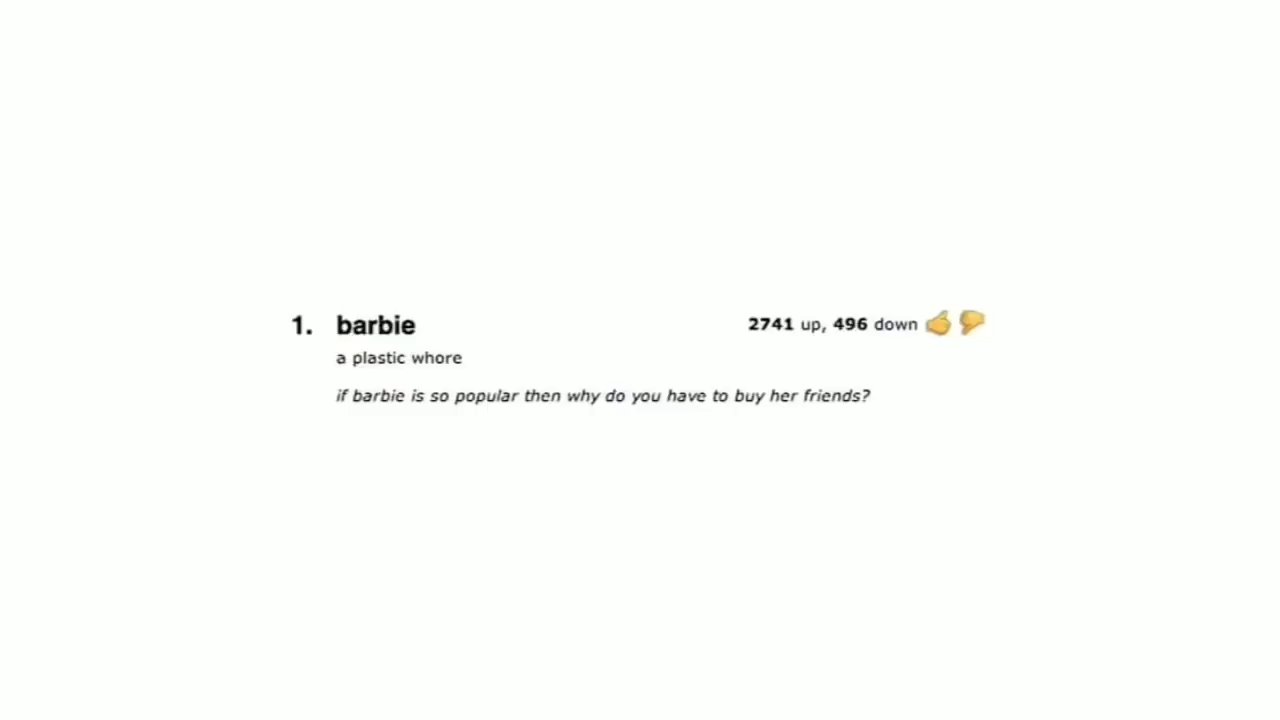 1. barbie 2741 up, 496 down
a plastic whore
if barbie is so popular then why do you have to buy her friends?